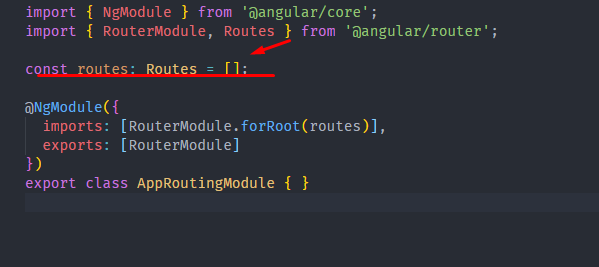 import { NgModule } from '@angular/core';
import { RouterModule, Routes } from '@angular/router';
const routes: Routes = [];
@NgModule({
imports: [RouterModule.forRoot(routes)],
exports: [RouterModule]
})
export class AppRoutingModule { }